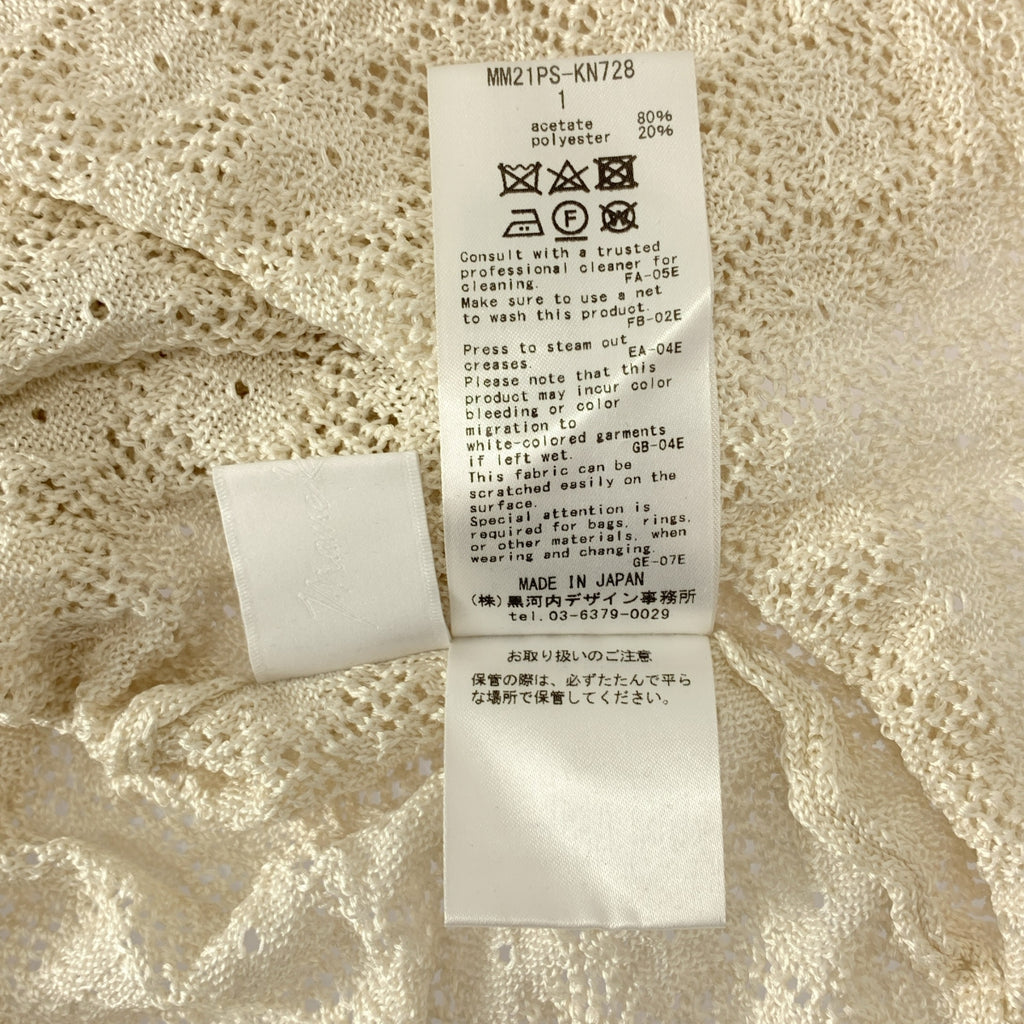 MM21PS-KN728
1
acetate 80%
polyester 20%
F
W
Consult with a trusted
professional cleaner for
cleaning. FA-05E
Make sure to use a net
to wash this product.
FB-02E
Press to steam out
creases. EA-04E
Please note that this
product may incur color
bleeding or color
migration to
white-colored garments
if left wet. GB-04E
This fabric can be
scratched easily on the
surface.
Special attention is
required for bags, rings,
or other materials, when
wearing and changing.
GE-07E
MADE IN JAPAN
(株)黒河内デザイン事務所
tel.03-6379-0029
お取り扱いのご注意
保管の際は、必ずたたんで平ら
な場所で保管してください。